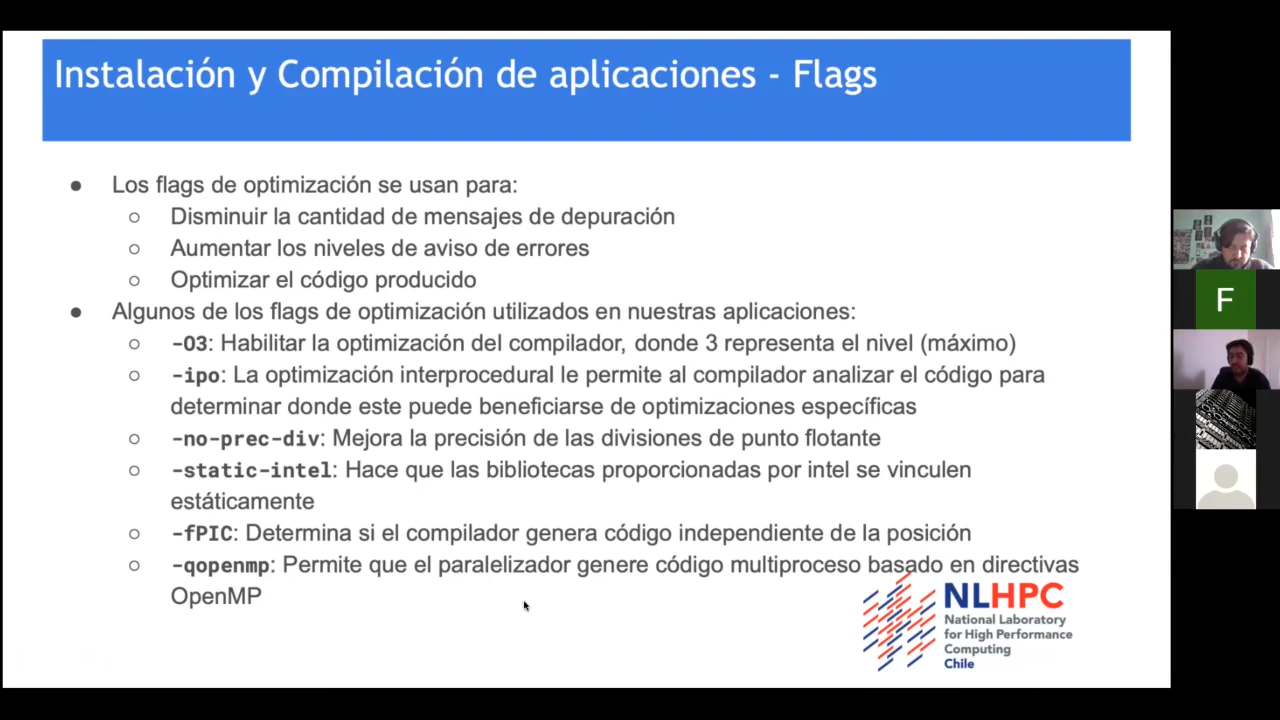 Instalación y Compilación de aplicaciones - Flags
● Los flags de optimización se usan para:
○ Disminuir la cantidad de mensajes de depuración
○ Aumentar los niveles de aviso de errores
○ Optimizar el código producido
● Algunos de los flags de optimización utilizados en nuestras aplicaciones:
○ -O3: Habilitar la optimización del compilador, donde 3 representa el nivel (máximo)
○ -ipo: La optimización interprocedural le permite al compilador analizar el código para
determinar donde este puede beneficiarse de optimizaciones específicas
○ -no-prec-div: Mejora la precisión de las divisiones de punto flotante
○ -static-intel: Hace que las bibliotecas proporcionadas por intel se vinculen
estáticamente
○ -fPIC: Determina si el compilador genera código independiente de la posición
○ -qopenmp: Permite que el paralelizador genere código multiproceso basado en directivas
OpenMP
NLHPC
National Laboratory
for High Performance
Computing
Chile
F